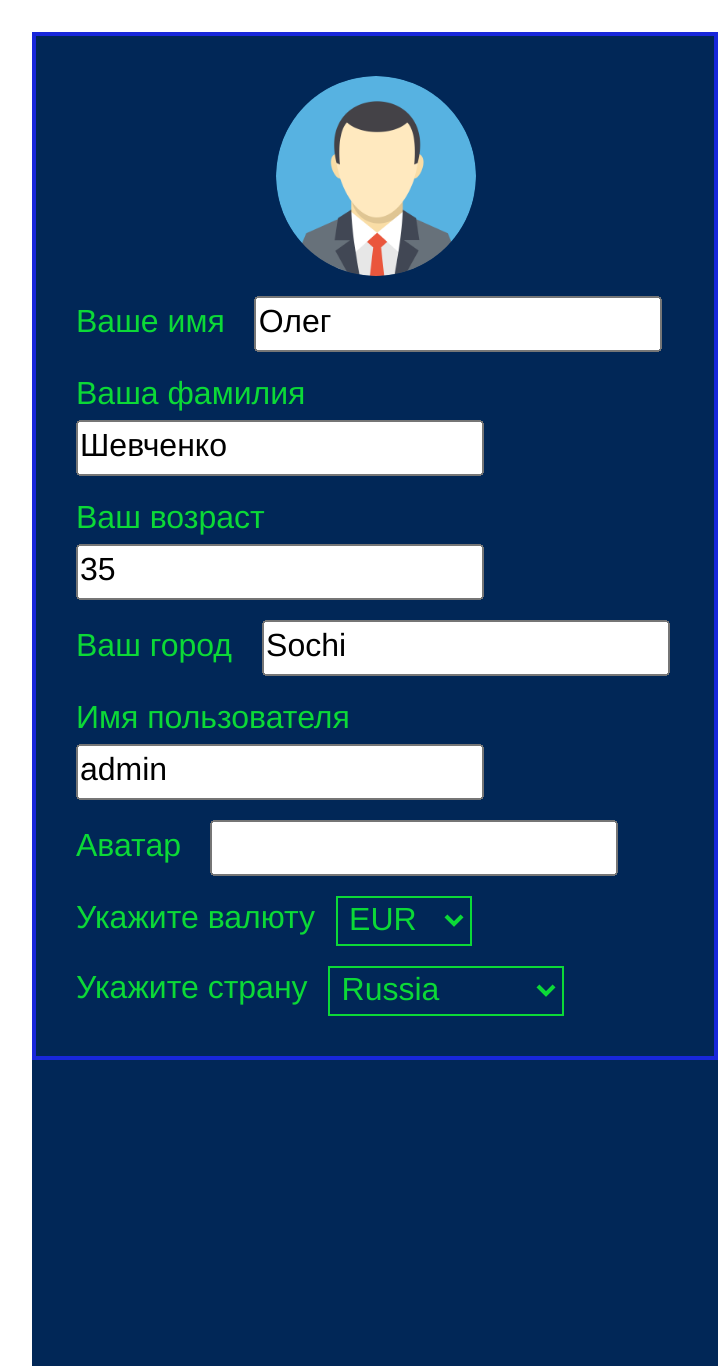 Ваше имя Олег
Ваша фамилия
Шевченко
Ваш возраст
35
Ваш город Sochi
Имя пользователя
admin
Аватар
Укажите валюту EUR
Укажите страну Russia